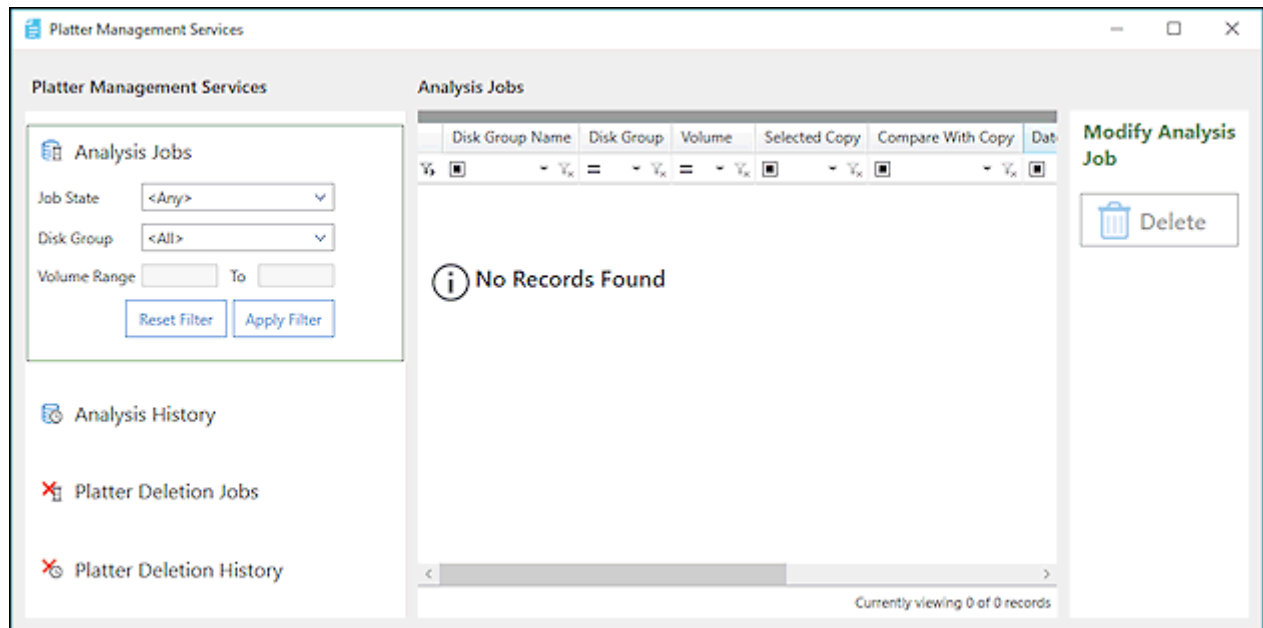 Platter Management Services
Platter Management Services
Analysis Jobs
Job State <Any>
Disk Group <All>
Volume Range To
Reset Filter Apply Filter
Analysis History
Platter Deletion Jobs
Platter Deletion History
Analysis Jobs
Disk Group Name Disk Group Volume Selected Copy Compare With Copy Dat
= =
No Records Found
Currently viewing 0 of 0 records
Modify Analysis
Job
Delete